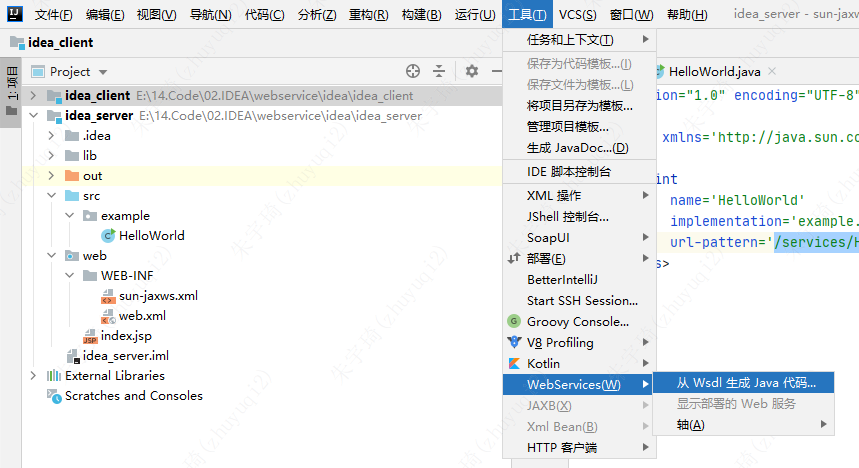 文件(F) 编辑(E) 视图(V) 导航(N) 代码(C) 分析(Z) 重构(R) 构建(B) 运行(U) 工具(T) VCS(S) 窗口(W) 帮助(H) idea_server - sun-jaxws
idea_client
1: 项目
Project
idea_client E:\14.Code\02.IDEA\webservice\idea\idea_client
idea_server E:\14.Code\02.IDEA\webservice\idea\idea_server
.idea
lib
out
src
example
HelloWorld
web
WEB-INF
sun-jaxws.xml
web.xml
index.jsp
idea_server.iml
External Libraries
Scratches and Consoles
任务和上下文(T)
保存为代码模板...(L)
保存文件为模板...(L)
将项目另存为模板...
管理项目模板...
生成 JavaDoc...(D)
IDE 脚本控制台
XML 操作
JShell 控制台...
SoapUI
部署(E)
BetterIntelliJ
Start SSH Session...
Groovy Console...
V8 Profiling
Kotlin
WebServices(W)
JAXB(X)
Xml Bean(B)
HTTP 客户端
从 Wsdl 生成 Java 代码...
显示部署的 Web 服务
轴(A)
HelloWorld.java
ion="1.0" encoding="UTF-8"
xmlns='http://java.sun.co
int
name='HelloWorld'
implementation='example.
url-pattern='/services/H
s>
朱宇琦(zhuyuqi2)